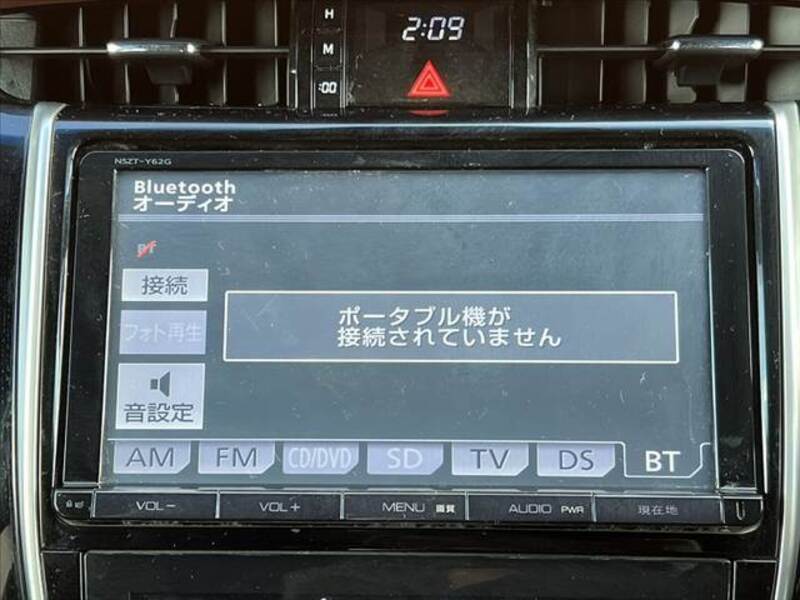 H
M
:00
2:09
NSZT-Y62G
Bluetooth
オーディオ
接続
フォト再生
ポータブル機が
接続されていません
音設定
AM FM CD/DVD SD TV DS BT
VOL− VOL+ MENU 画質 AUDIO PWR 現在地